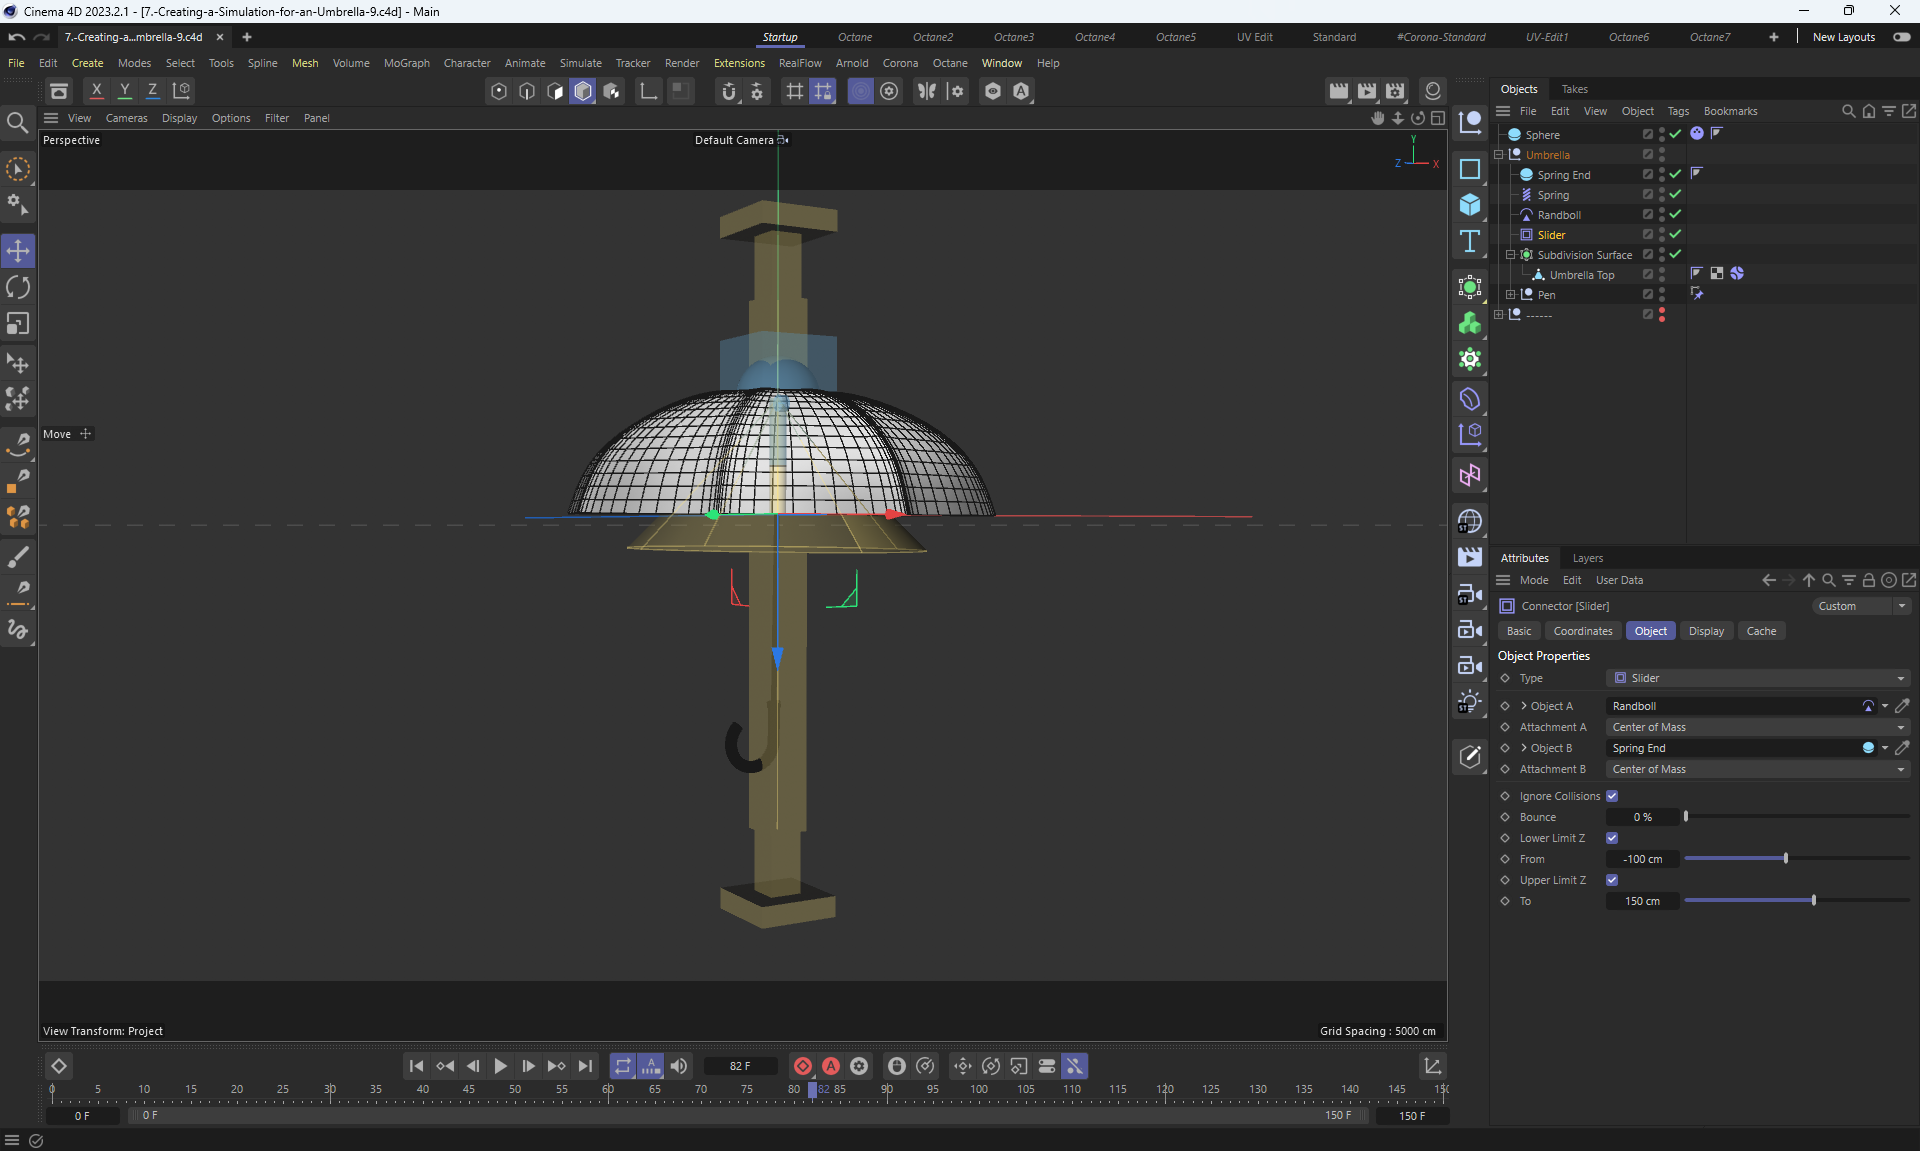 Cinema 4D 2023.2.1 - [7.-Creating-a-Simulation-for-an-Umbrella-9.c4d] - Main
7.-Creating-a...mbrella-9.c4d
Startup Octane Octane2 Octane3 Octane4 Octane5 UV Edit Standard #Corona-Standard UV-Edit1 Octane6 Octane7 New Layouts
File Edit Create Modes Select Tools Spline Mesh Volume MoGraph Character Animate Simulate Tracker Render Extensions RealFlow Arnold Corona Octane Window Help
X Y Z
View Cameras Display Options Filter Panel
Perspective
Default Camera
Y
Z X
Move
View Transform: Project
Grid Spacing : 5000 cm
Objects Takes
File Edit View Object Tags Bookmarks
Sphere
Umbrella
Spring End
Spring
Randboll
Slider
Subdivision Surface
Umbrella Top
Pen
------
ST
ST
ST
Attributes Layers
Mode Edit User Data
Connector [Slider]
Custom
Basic Coordinates Object Display Cache
Object Properties
Type Slider
Object A Randboll
Attachment A Center of Mass
Object B Spring End
Attachment B Center of Mass
Ignore Collisions
Bounce 0 %
Lower Limit Z
From -100 cm
Upper Limit Z
To 150 cm
82 F
0 5 10 15 20 25 30 35 40 45 50 55 60 65 70 75 80 82 85 90 95 100 105 110 115 120 125 130 135 140 145 150
0 F 0 F 150 F 150 F